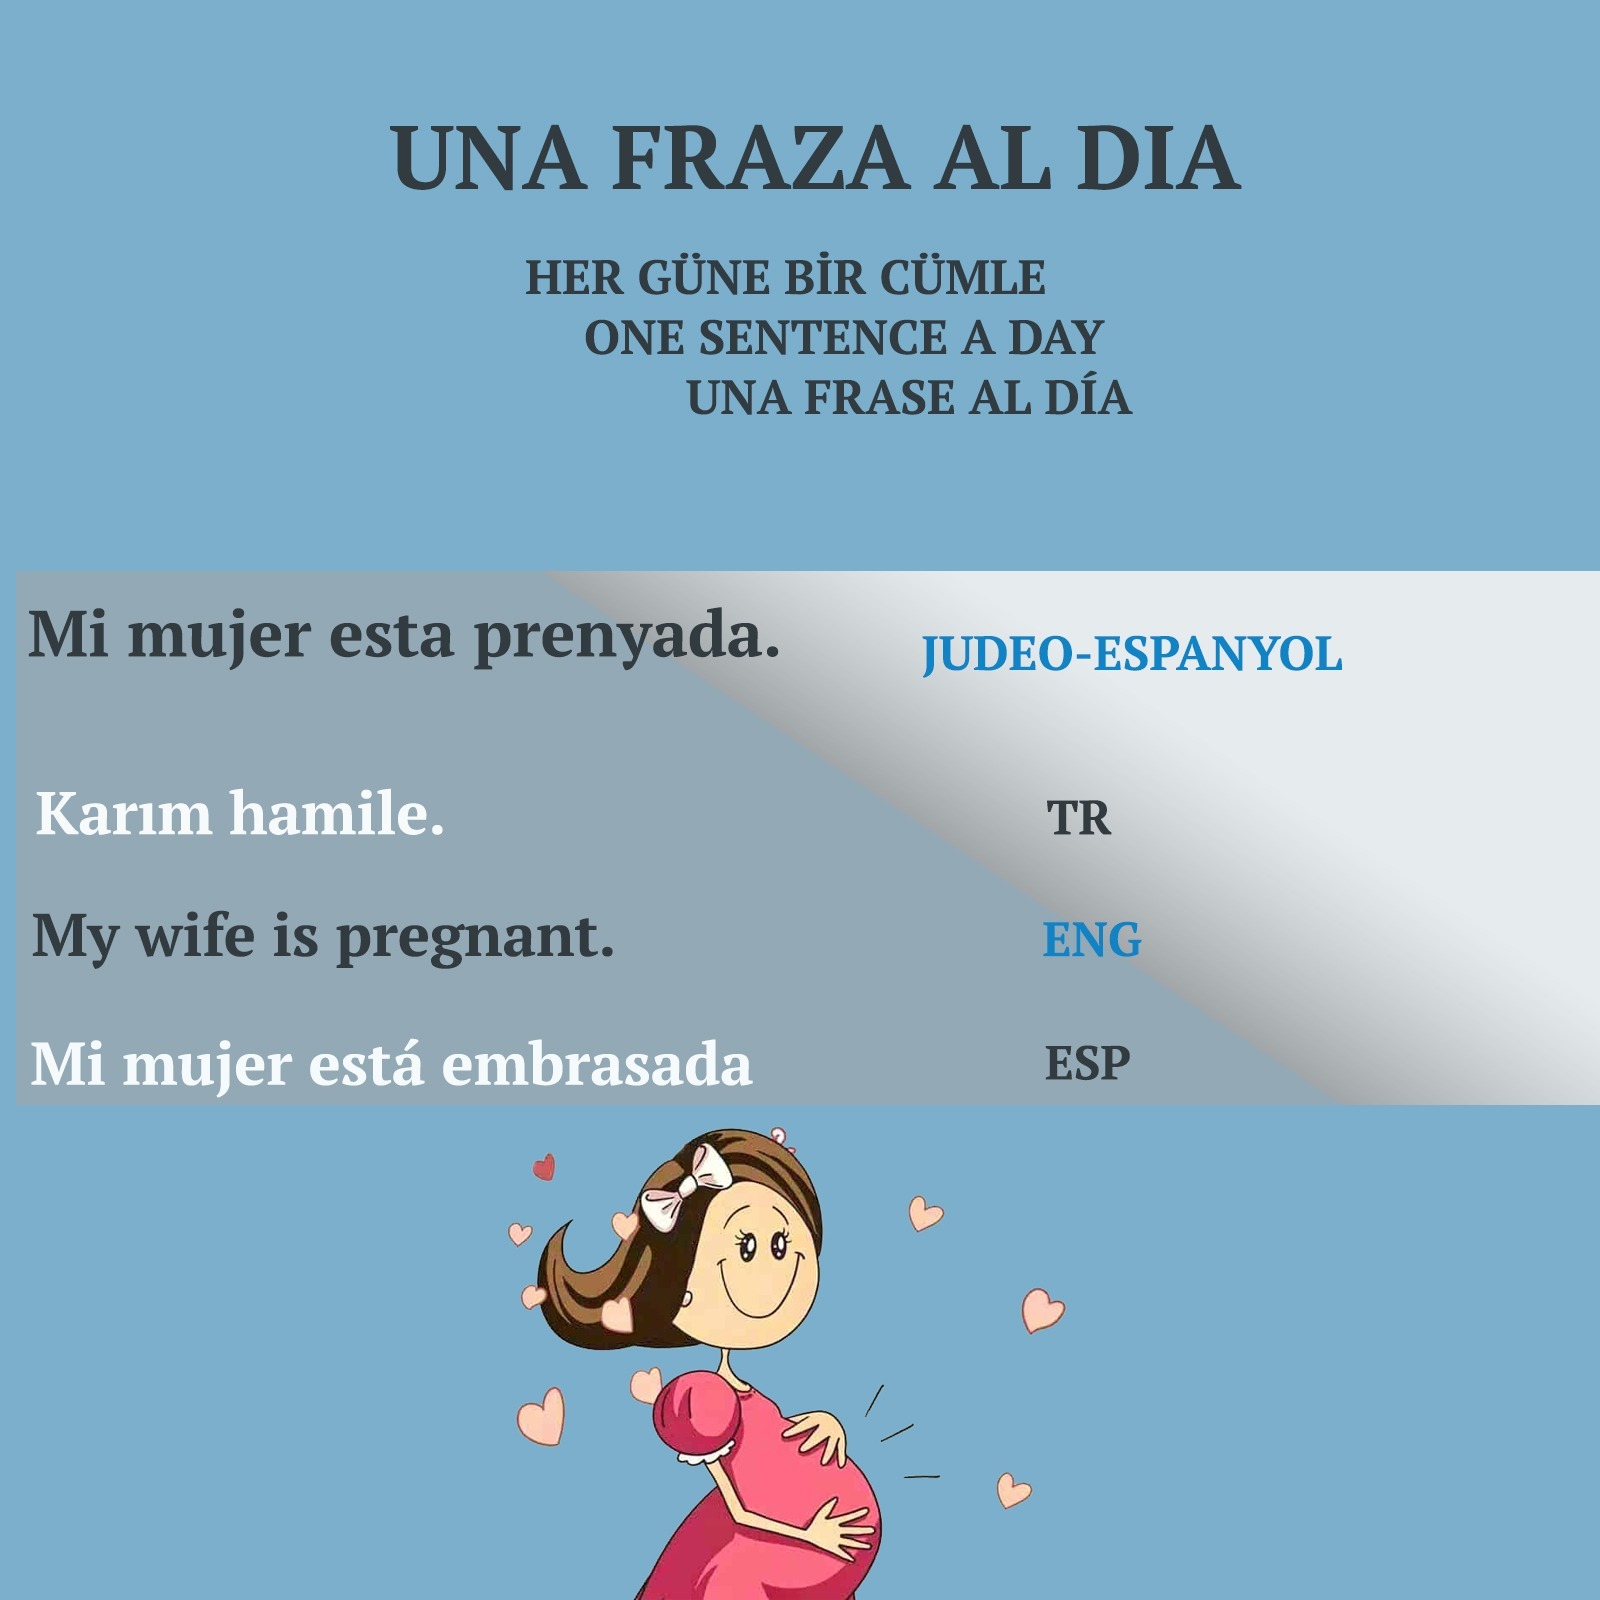 UNA FRAZA AL DIA
HER GÜNE BİR CÜMLE
ONE SENTENCE A DAY
UNA FRASE AL DÍA
Mi mujer esta prenyada. JUDEO-ESPANYOL
Karım hamile. TR
My wife is pregnant. ENG
Mi mujer está embrasada ESP